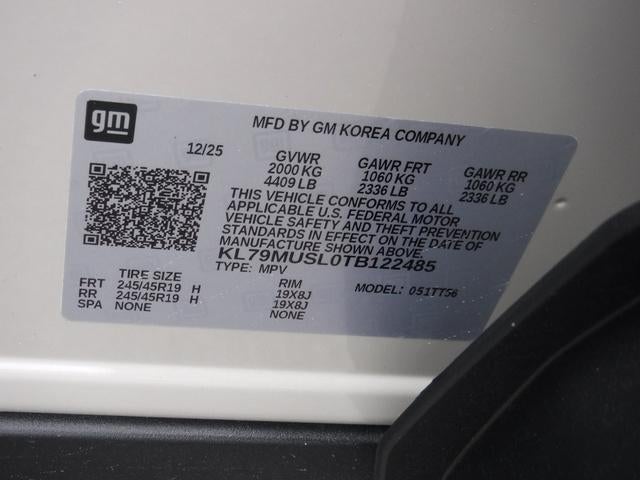 gm
MFD BY GM KOREA COMPANY
12/25
GVWR GAWR FRT GAWR RR
2000 KG 1060 KG 1060 KG
4409 LB 2336 LB 2336 LB
THIS VEHICLE CONFORMS TO ALL
APPLICABLE U.S. FEDERAL MOTOR
VEHICLE SAFETY AND THEFT PREVENTION
STANDARDS IN EFFECT ON THE DATE OF
MANUFACTURE SHOWN ABOVE.
KL79MUSL0TB122485
TYPE: MPV
TIRE SIZE RIM MODEL: 051TT56
FRT 245/45R19 H 19X8J
RR 245/45R19 H 19X8J
SPA NONE NONE